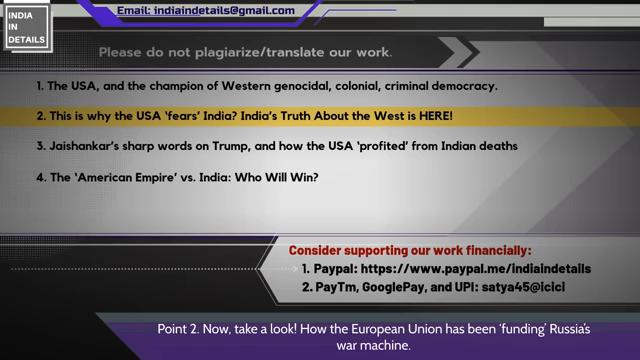 INDIA
IN
DETAILS
Email: indiaindetails@gmail.com
Please do not plagiarize/translate our work.
1. The USA, and the champion of Western genocidal, colonial, criminal democracy.
2. This is why the USA 'fears' India? India's Truth About the West is HERE!
3. Jaishankar's sharp words on Trump, and how the USA 'profited' from Indian deaths
4. The 'American Empire' vs. India: Who Will Win?
Consider supporting our work financially:
1. Paypal: https://www.paypal.me/indiaindetails
2. PayTm, GooglePay, and UPI: satya45@icici
Point 2. Now, take a look! How the European Union has been 'funding' Russia's
war machine.